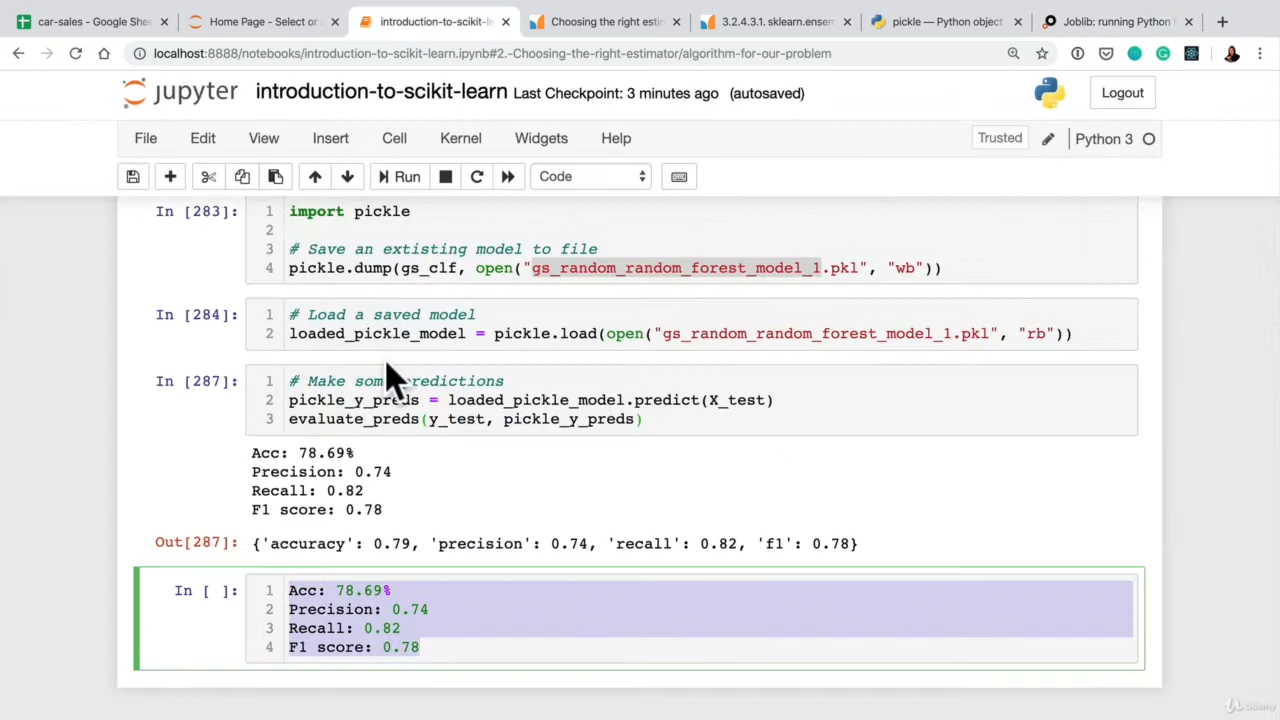 car-sales - Google Shee
Home Page - Select or
introduction-to-scikit-l
Choosing the right estin
3.2.4.3.1. sklearn.ensem
pickle — Python object
Joblib: running Python
localhost:8888/notebooks/introduction-to-scikit-learn.ipynb#2.-Choosing-the-right-estimator/algorithm-for-our-problem
jupyter introduction-to-scikit-learn Last Checkpoint: 3 minutes ago (autosaved)
Logout
File Edit View Insert Cell Kernel Widgets Help
Trusted
Python 3
Run
Code
In [283]:
1 import pickle
2
3 # Save an extisting model to file
4 pickle.dump(gs_clf, open("gs_random_random_forest_model_1.pkl", "wb"))
In [284]:
1 # Load a saved model
2 loaded_pickle_model = pickle.load(open("gs_random_random_forest_model_1.pkl", "rb"))
In [287]:
1 # Make some predictions
2 pickle_y_preds = loaded_pickle_model.predict(X_test)
3 evaluate_preds(y_test, pickle_y_preds)
Acc: 78.69%
Precision: 0.74
Recall: 0.82
F1 score: 0.78
Out[287]: {'accuracy': 0.79, 'precision': 0.74, 'recall': 0.82, 'f1': 0.78}
In [ ]:
1 Acc: 78.69%
2 Precision: 0.74
3 Recall: 0.82
4 F1 score: 0.78
udemy